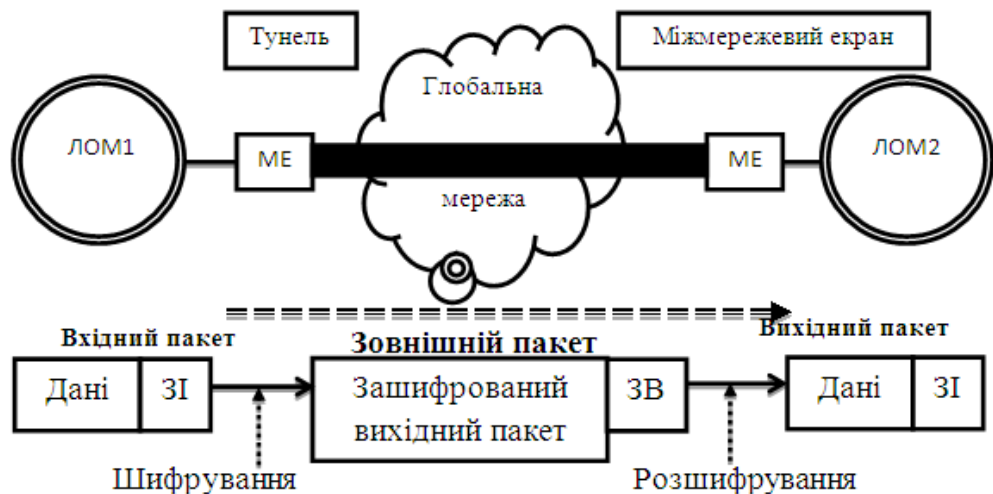 Тунель
Міжмережевий екран
Глобальна
ЛОМ1
МЕ
МЕ
ЛОМ2
мережа
Вхідний пакет
Зовнішній пакет
Вихідний пакет
Дані
ЗІ
Зашифрований
вихідний пакет
ЗВ
Дані
ЗІ
Шифрування
Розшифрування